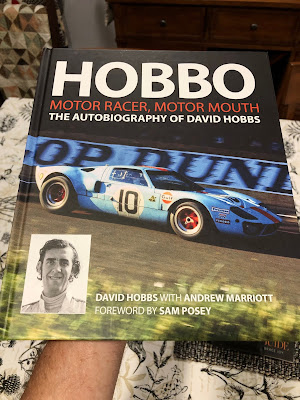 HOBBO
MOTOR RACER, MOTOR MOUTH
THE AUTOBIOGRAPHY OF DAVID HOBBS
OP DUN
10
DAVID HOBBS WITH ANDREW MARRIOTT
FOREWORD BY SAM POSEY